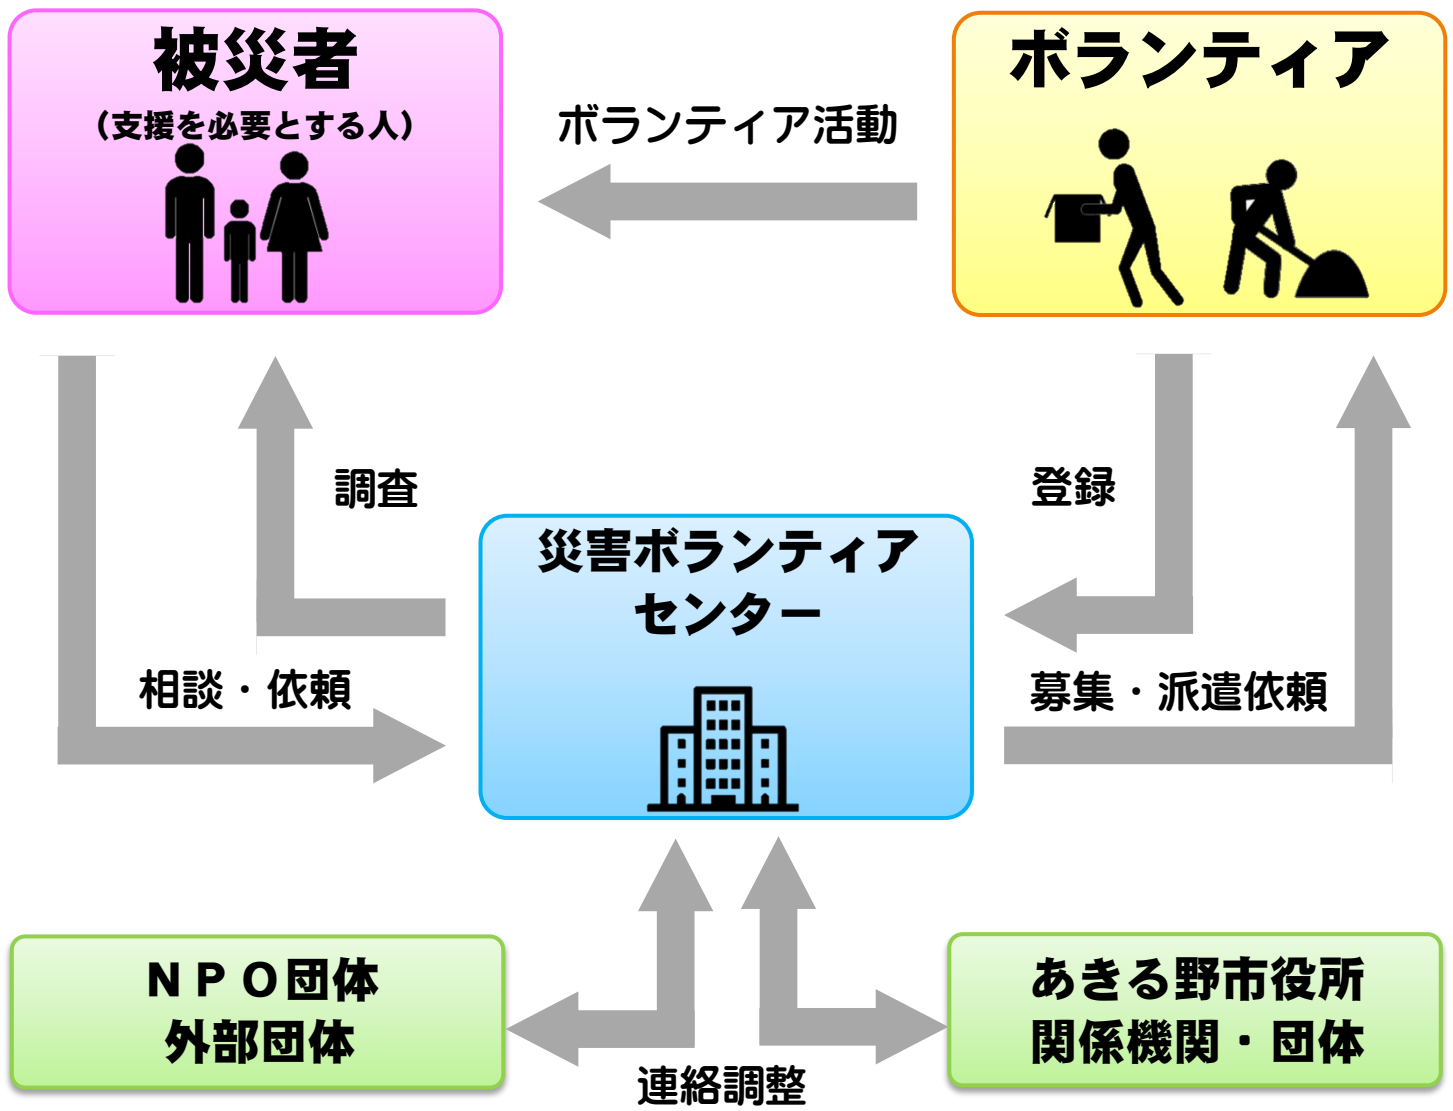 被災者
（支援を必要とする人）
ボランティア
ボランティア活動
調査
登録
災害ボランティア
センター
相談・依頼
募集・派遣依頼
ＮＰＯ団体
外部団体
あきる野市役所
関係機関・団体
連絡調整